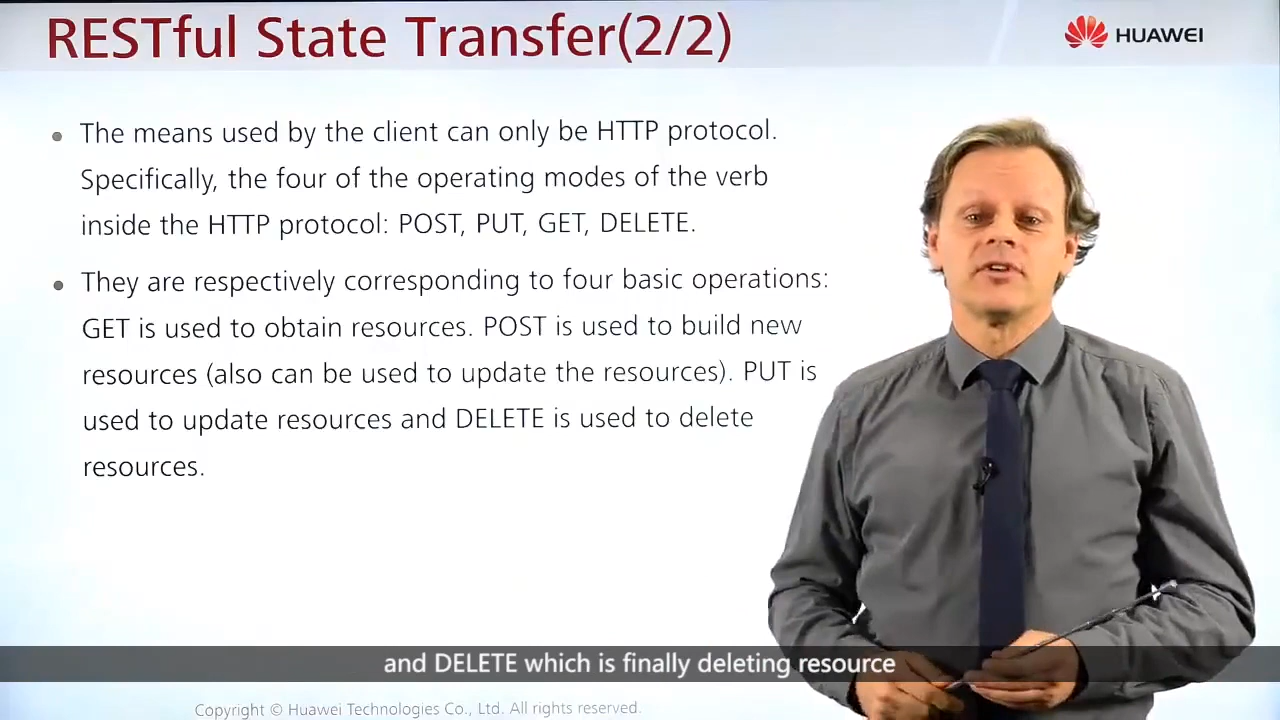 RESTful State Transfer(2/2)
HUAWEI
The means used by the client can only be HTTP protocol.
Specifically, the four of the operating modes of the verb
inside the HTTP protocol: POST, PUT, GET, DELETE.
They are respectively corresponding to four basic operations:
GET is used to obtain resources. POST is used to build new
resources (also can be used to update the resources). PUT is
used to update resources and DELETE is used to delete
resources.
and DELETE which is finally deleting resource
Copyright © Huawei Technologies Co., Ltd. All rights reserved.